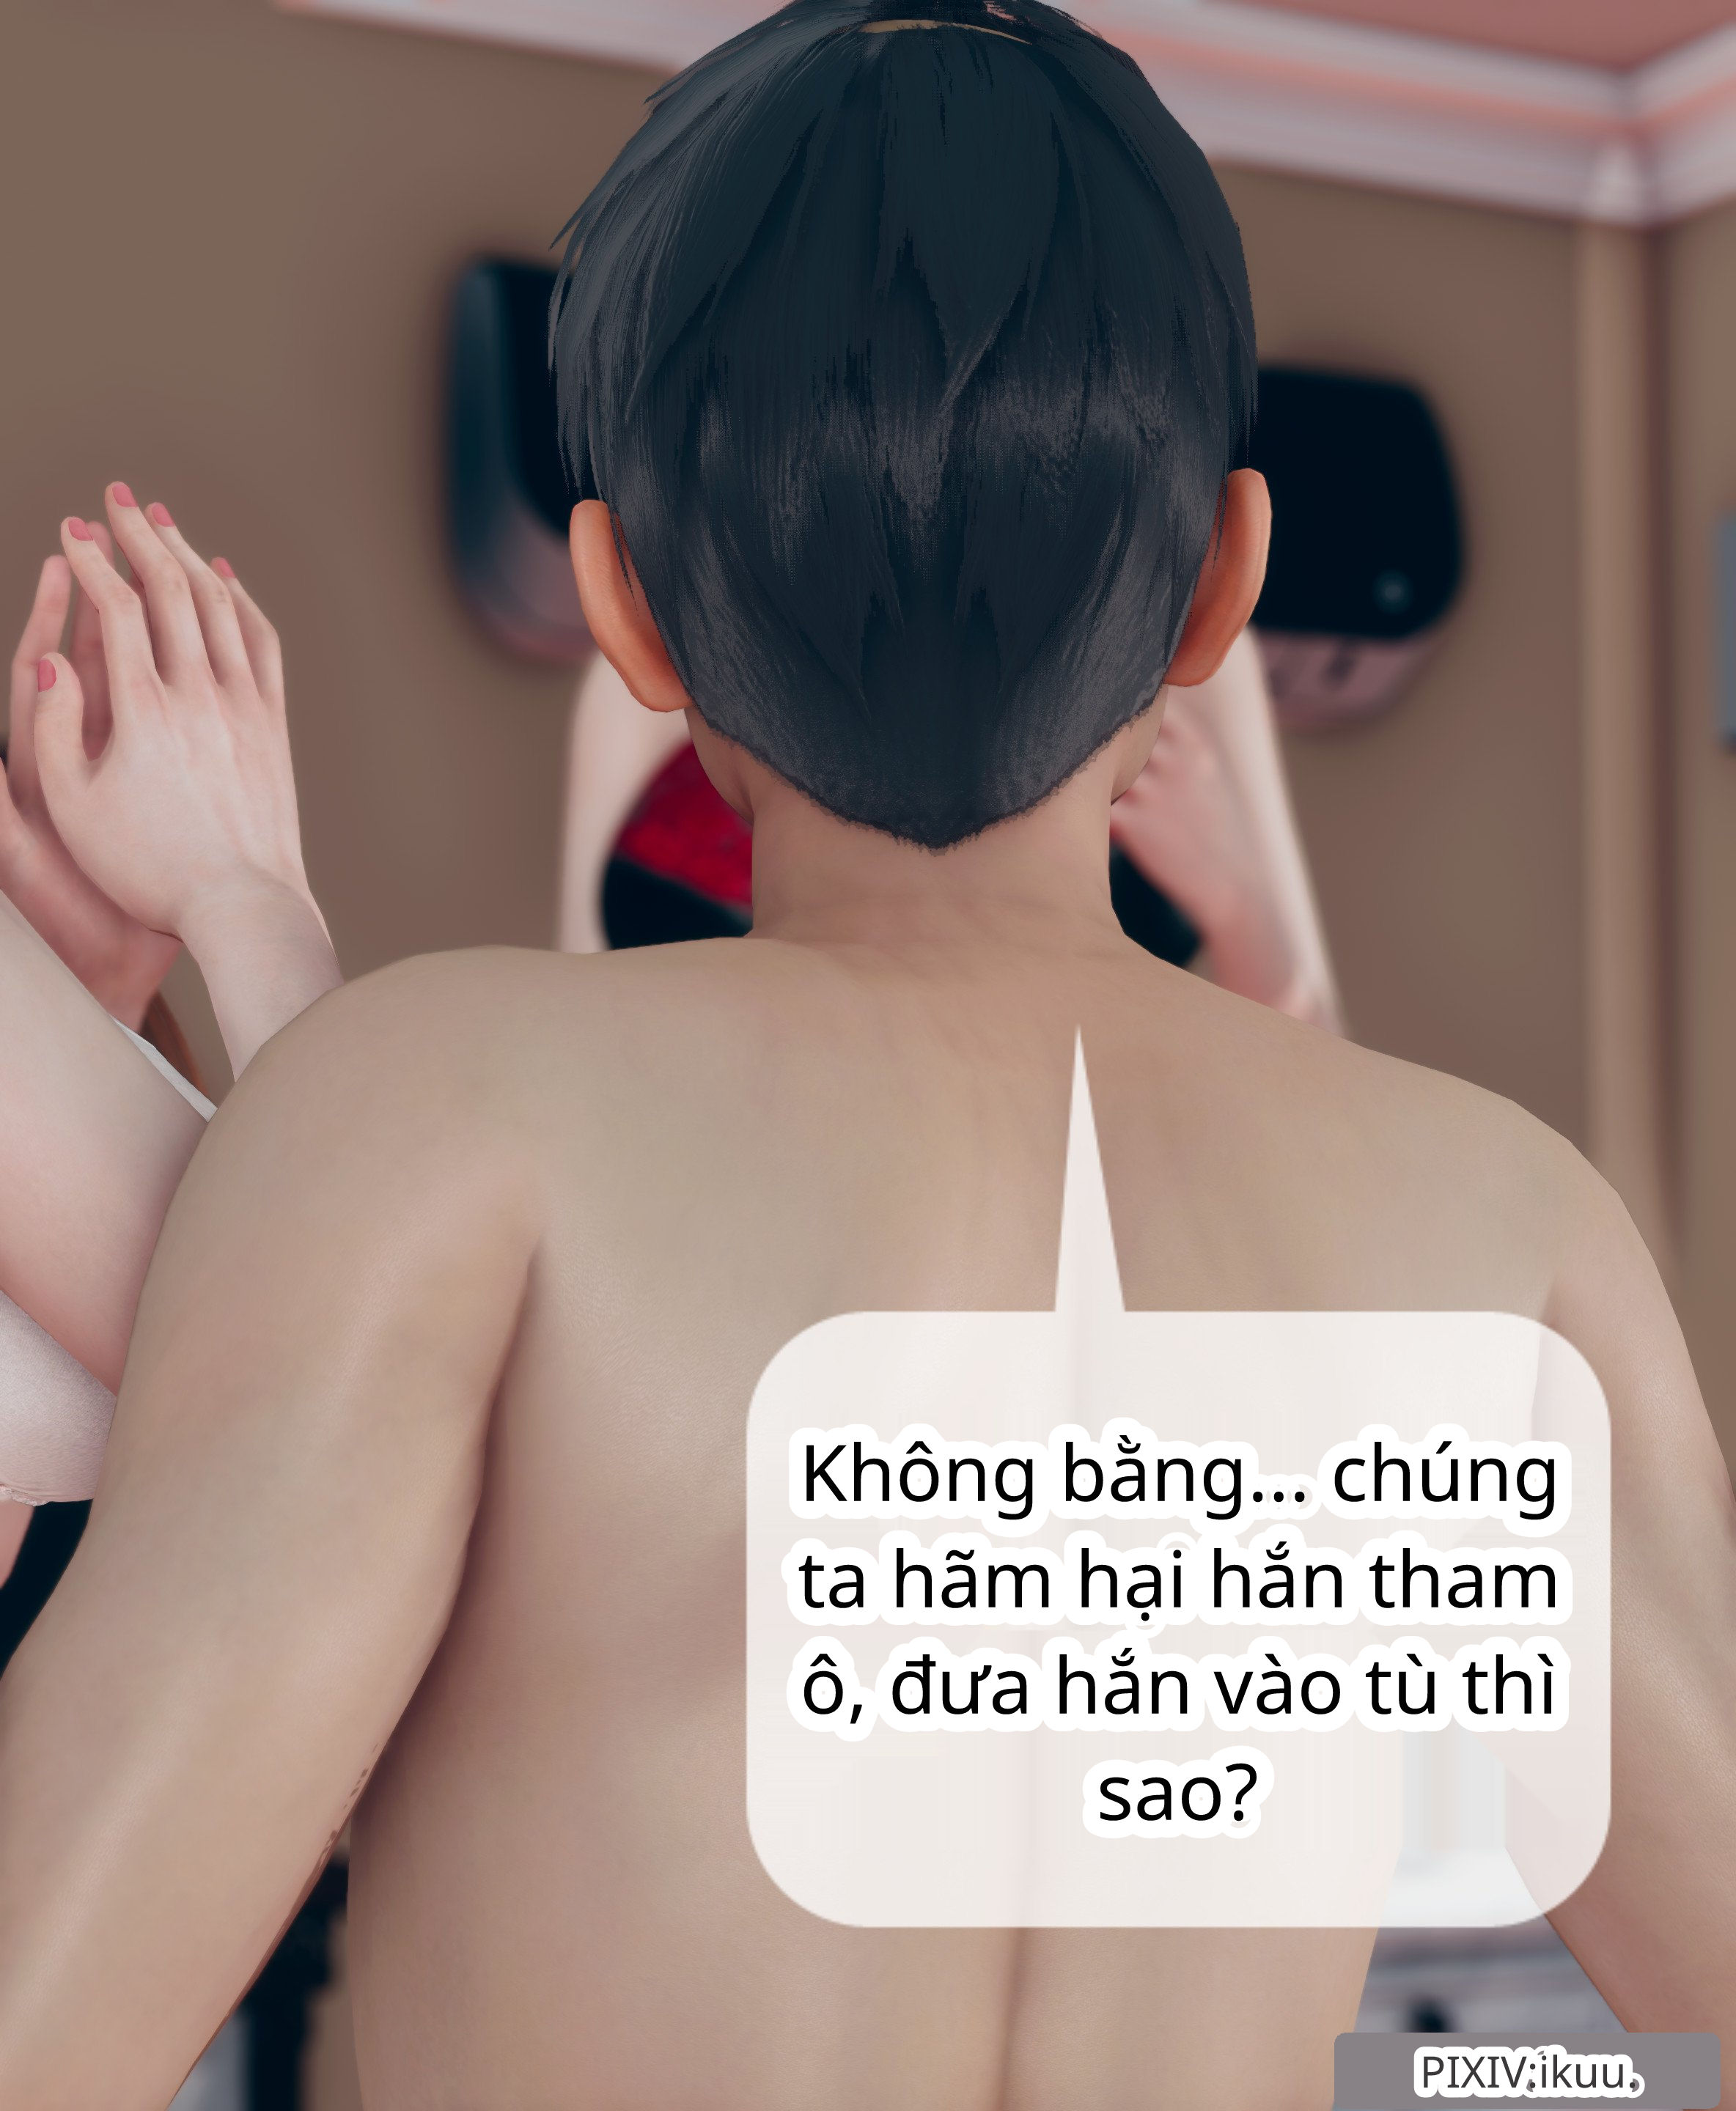 Không bằng... chúng
ta hãm hại hắn tham
ô, đưa hắn vào tù thì
sao?
PIXIV:ikuu.